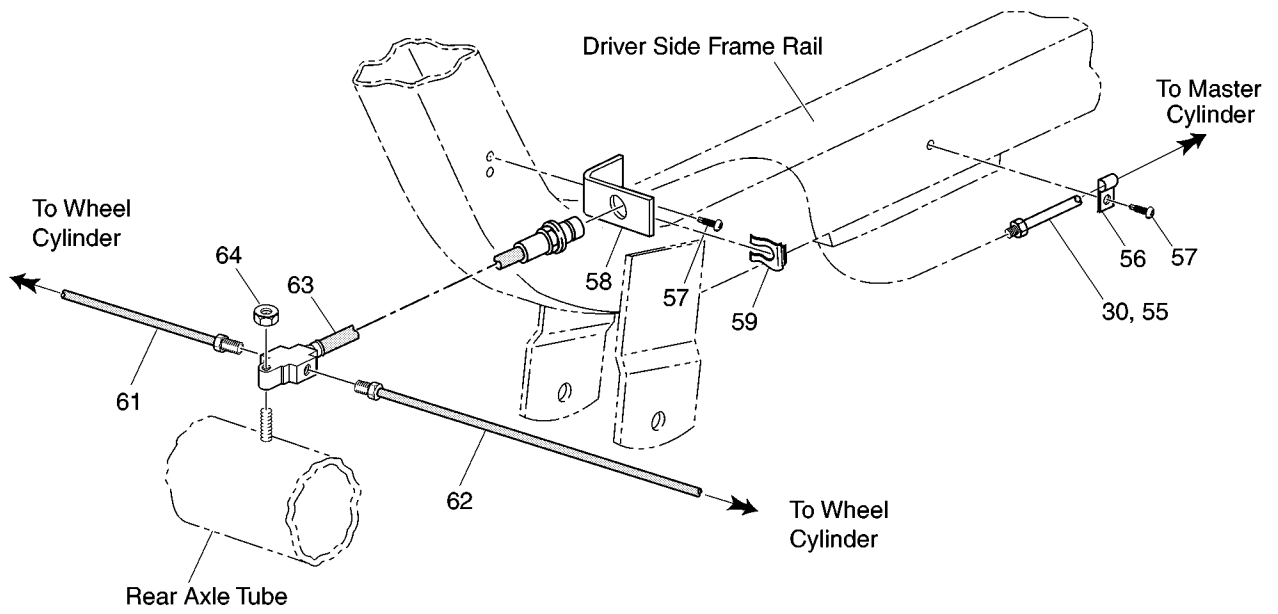 Driver Side Frame Rail
To Master
Cylinder
To Wheel
Cylinder
64
63
58
57
59
56
57
30, 55
61
62
To Wheel
Cylinder
Rear Axle Tube